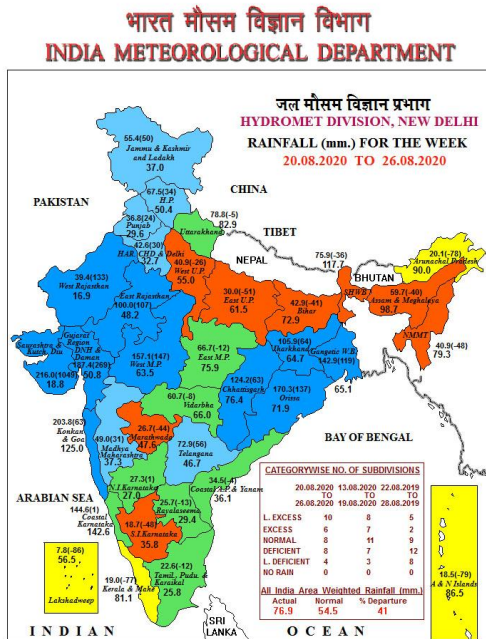 भारत मौसम विज्ञान विभाग
INDIA METEOROLOGICAL DEPARTMENT
जल मौसम विज्ञान प्रभाग
HYDROMET DIVISION, NEW DELHI
RAINFALL (mm.) FOR THE WEEK
20.08.2020 TO 26.08.2020
55.4(50)
Jammu & Kashmir
and Ladakh
37.0
CHINA
67.5(34)
H.P.
50.4
PAKISTAN
36.8(24)
Punjab
29.6
78.8(-5)
Uttarakhand
82.9
TIBET
42.6(30)
HAR. CHD & Delhi
32.7
NEPAL
75.9(-36)
117.7
BHUTAN
20.1(-78)
Arunachal Pradesh
90.0
40.9(-26)
West U.P.
55.0
39.4(133)
West Rajasthan
16.9
East Rajasthan
100.0(107)
48.2
30.0(-51)
East U.P.
61.5
42.9(-41)
Bihar
72.9
SHWB
59.7(-40)
Assam & Meghalaya
98.7
NMMT
40.9(-48)
79.3
Saurashtra &
Kutch, Diu
216.0(1049)
18.8
Gujarat
Region
DNH &
Damen
187.4(269)
50.8
157.1(147)
West M.P.
63.5
66.7(-12)
East M.P.
75.9
105.9(64)
Jharkhand
64.7
Gangetic W.B
142.9(119)
65.1
124.2(63)
Chhattisgarh
76.4
170.3(137)
Orissa
71.9
60.7(-8)
Vidarbha
66.0
203.8(63)
Konkan
& Goa
125.0
49.0(31)
Madhya
Maharashtra
37.3
26.7(-44)
Marathwada
47.6
72.9(56)
Telangana
46.7
BAY OF BENGAL
34.5(-4)
Coastal A.P & Yanam
36.1
ARABIAN SEA
27.3(1)
N.I.Karnataka
27.0
25.7(-13)
Rayalaseema
29.4
144.6(1)
Coastal
Karnataka
142.6
18.7(-48)
S.I.Karnataka
35.8
7.8(-86)
56.5
Lakshadweep
19.0(-77)
Kerala & Mahe
81.1
22.6(-12)
Tamil. Pudu. &
Karaikal
25.8
18.5(-79)
A & N Islands
86.5
CATEGORYWISE NO. OF SUBDIVISIONS
20.08.2020 13.08.2020 22.08.2019
TO TO TO
26.08.2020 19.08.2020 28.08.2019
L. EXCESS 10 8 5
EXCESS 6 7 2
NORMAL 8 11 9
DEFICIENT 8 7 12
L. DEFICIENT 4 3 8
NO RAIN 0 0 0
All India Area Weighted Rainfall (mm.)
Actual Normal % Departure
76.9 54.5 41
SRI
LANKA
INDIAN OCEAN